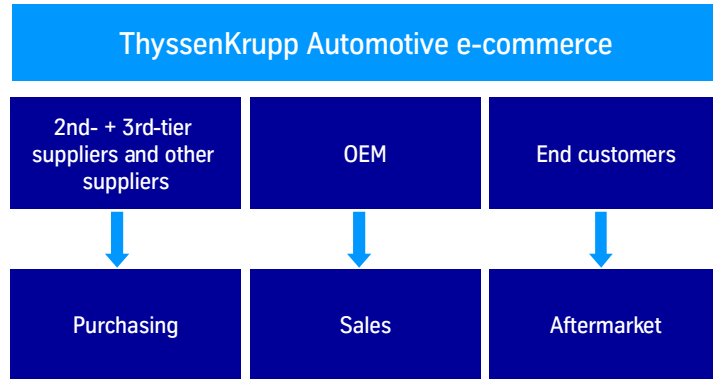 ThyssenKrupp Automotive e-commerce
2nd- + 3rd-tier
suppliers and other
suppliers
OEM
End customers
Purchasing
Sales
Aftermarket